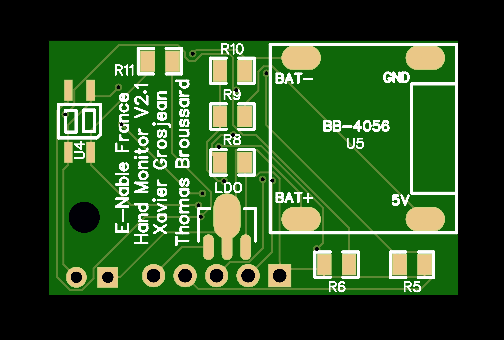 R10
R11
BAT-
GND
R9
BB-4056
U5
R8
U4
E-Nable France
Hand Monitor V2.1
Xavier Grosjean
Thomas Broussard
LDO
BAT+
5V
R6
R5